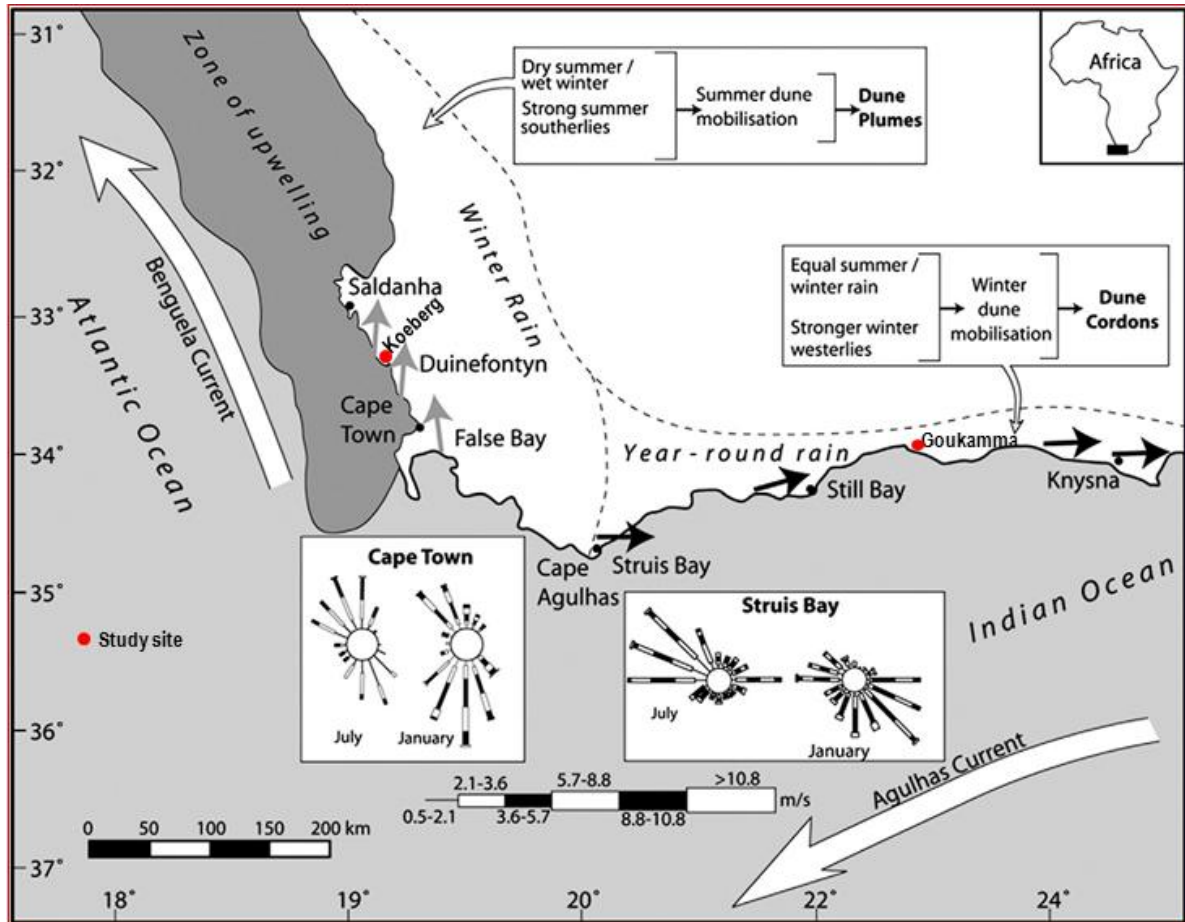 31°
32°
33°
34°
35°
36°
37°
18°
19°
20°
22°
24°
Zone of upwelling
Dry summer /
wet winter
Strong summer
southerlies
Summer dune
mobilisation
Dune
Plumes
Africa
Winter Rain
Equal summer /
winter rain
Stronger winter
westerlies
Winter
dune
mobilisation
Dune
Cordons
Benguela Current
Atlantic Ocean
Saldanha
Koeberg
Duinefontyn
Cape
Town
False Bay
Year-round rain
Goukamma
Still Bay
Knysna
Cape
Agulhas
Struis Bay
Indian Ocean
Study site
Cape Town
July
January
Struis Bay
July
January
Agulhas Current
2.1-3.6
5.7-8.8
>10.8
m/s
0.5-2.1
3.6-5.7
8.8-10.8
0
50
100
150
200 km